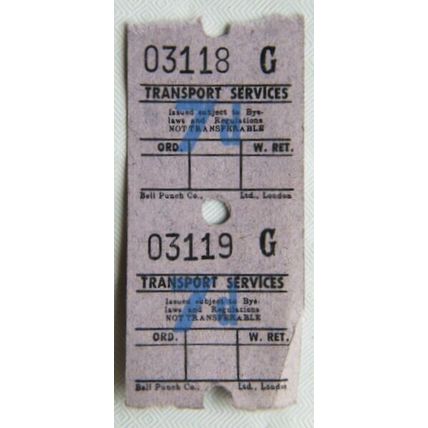 03118 G
TRANSPORT SERVICES
7d
Issued subject to Bye-
laws and Regulations
NOT TRANSFERABLE
ORD. W. RET.
Bell Punch Co., Ltd., London
03119 G
TRANSPORT SERVICES
7d
Issued subject to Bye-
laws and Regulations
NOT TRANSFERABLE
ORD. W. RET.
Bell Punch Co., Ltd., London